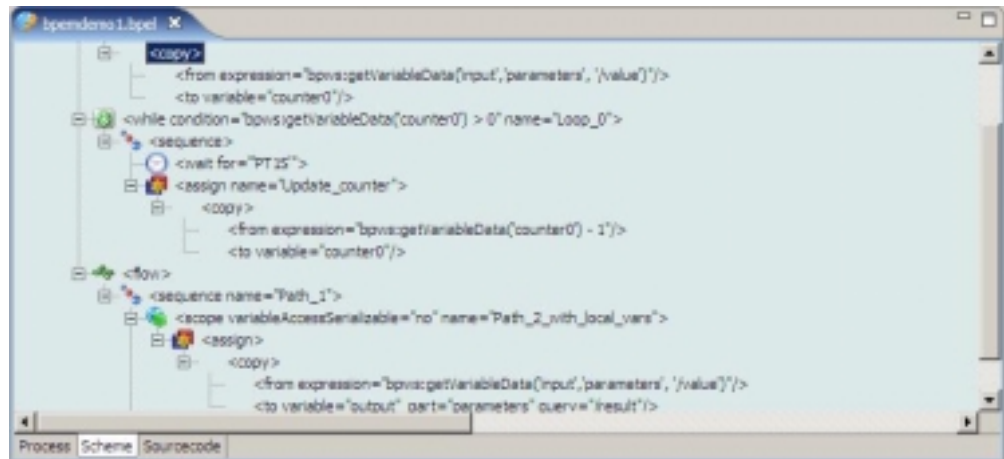 bpemdemo1.bpel
<copy>
<from expression="bpws:getVariableData('input','parameters', '/value')"/>
<to variable="counter0"/>
<while condition="bpws:getVariableData('counter0') > 0" name="Loop_0">
<sequence>
<wait for="'PT1S'">
<assign name="Update_counter">
<copy>
<from expression="bpws:getVariableData('counter0') - 1"/>
<to variable="counter0"/>
<flow>
<sequence name="Path_1">
<scope variableAccessSerializable="no" name="Path_2_with_local_vars">
<assign>
<copy>
<from expression="bpws:getVariableData('input','parameters', '/value')"/>
<to variable="output" part="parameters" query="/result"/>
Process Scheme Sourcecode